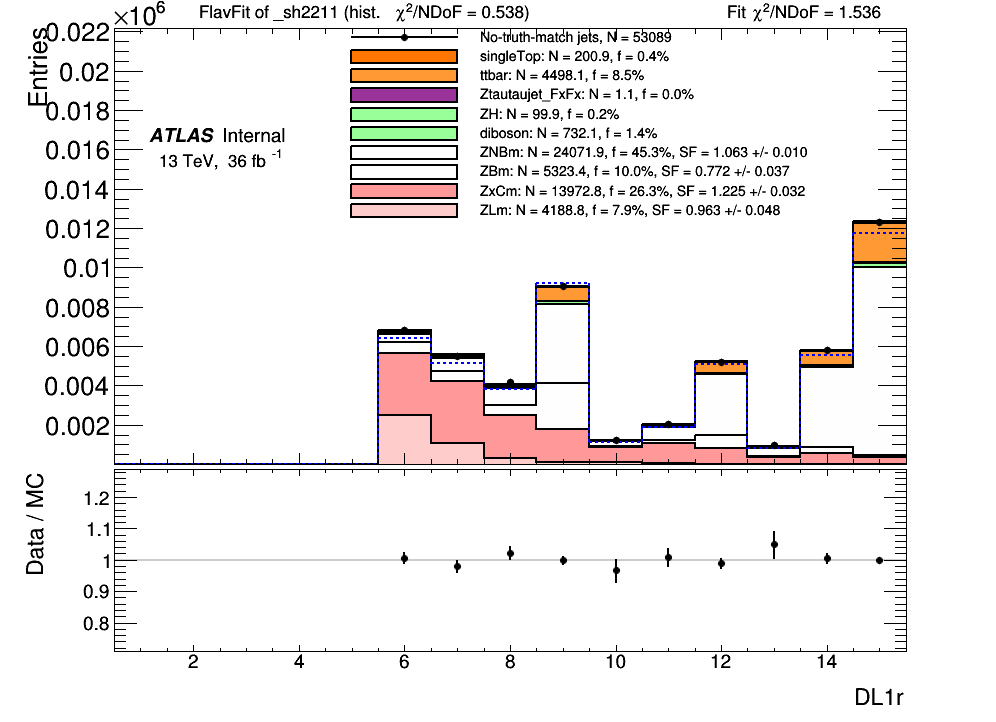 FlavFit of _sh2211 (hist. χ²/NDoF = 0.538) Fit χ²/NDoF = 1.536
×10⁶
Entries
0.022
0.02
0.018
0.016
0.014
0.012
0.01
0.008
0.006
0.004
0.002
ATLAS Internal
13 TeV, 36 fb⁻¹
No-truth-match jets, N = 53089
singleTop: N = 200.9, f = 0.4%
ttbar: N = 4498.1, f = 8.5%
Ztautaujet_FxFx: N = 1.1, f = 0.0%
ZH: N = 99.9, f = 0.2%
diboson: N = 732.1, f = 1.4%
ZNBm: N = 24071.9, f = 45.3%, SF = 1.063 +/- 0.010
ZBm: N = 5323.4, f = 10.0%, SF = 0.772 +/- 0.037
ZxCm: N = 13972.8, f = 26.3%, SF = 1.225 +/- 0.032
ZLm: N = 4188.8, f = 7.9%, SF = 0.963 +/- 0.048
Data / MC
1.2
1.1
1
0.9
0.8
2 4 6 8 10 12 14
DL1r